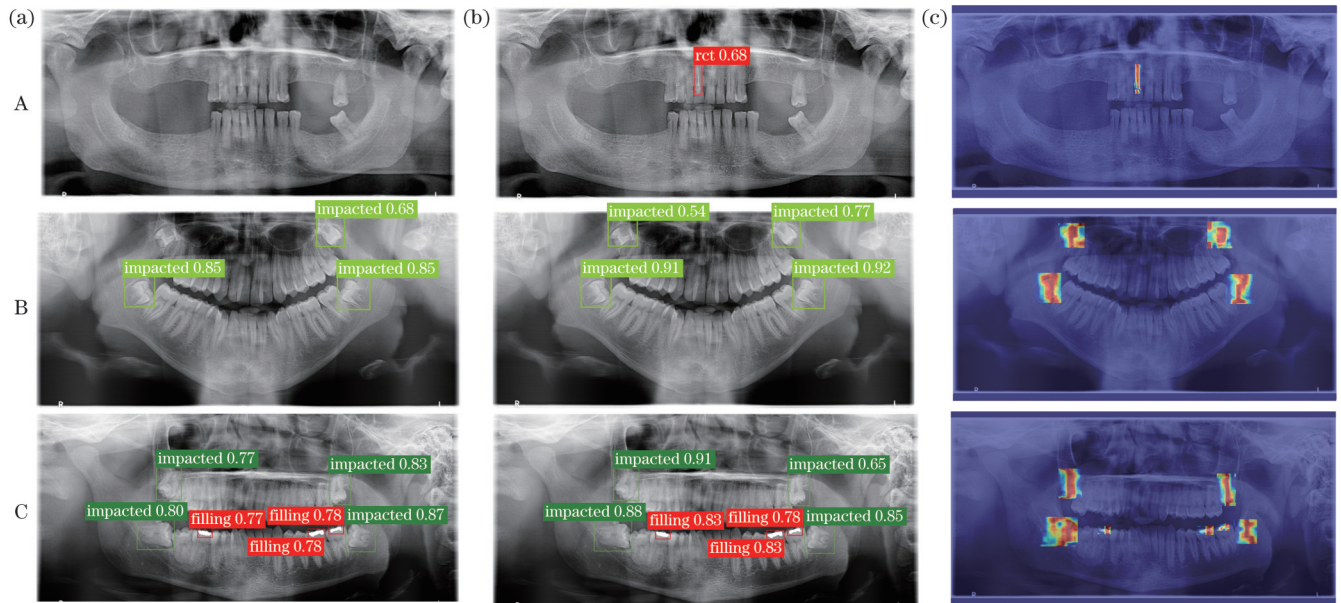 (a)
(b)
(c)
A
rct 0.68
R
L
R
L
R
L
B
impacted 0.68
impacted 0.85
impacted 0.85
R
L
impacted 0.54
impacted 0.77
impacted 0.91
impacted 0.92
R
L
R
L
C
impacted 0.77
impacted 0.83
impacted 0.80
filling 0.77
filling 0.78
impacted 0.87
filling 0.78
impacted 0.91
impacted 0.65
impacted 0.88
filling 0.83
filling 0.78
impacted 0.85
filling 0.83